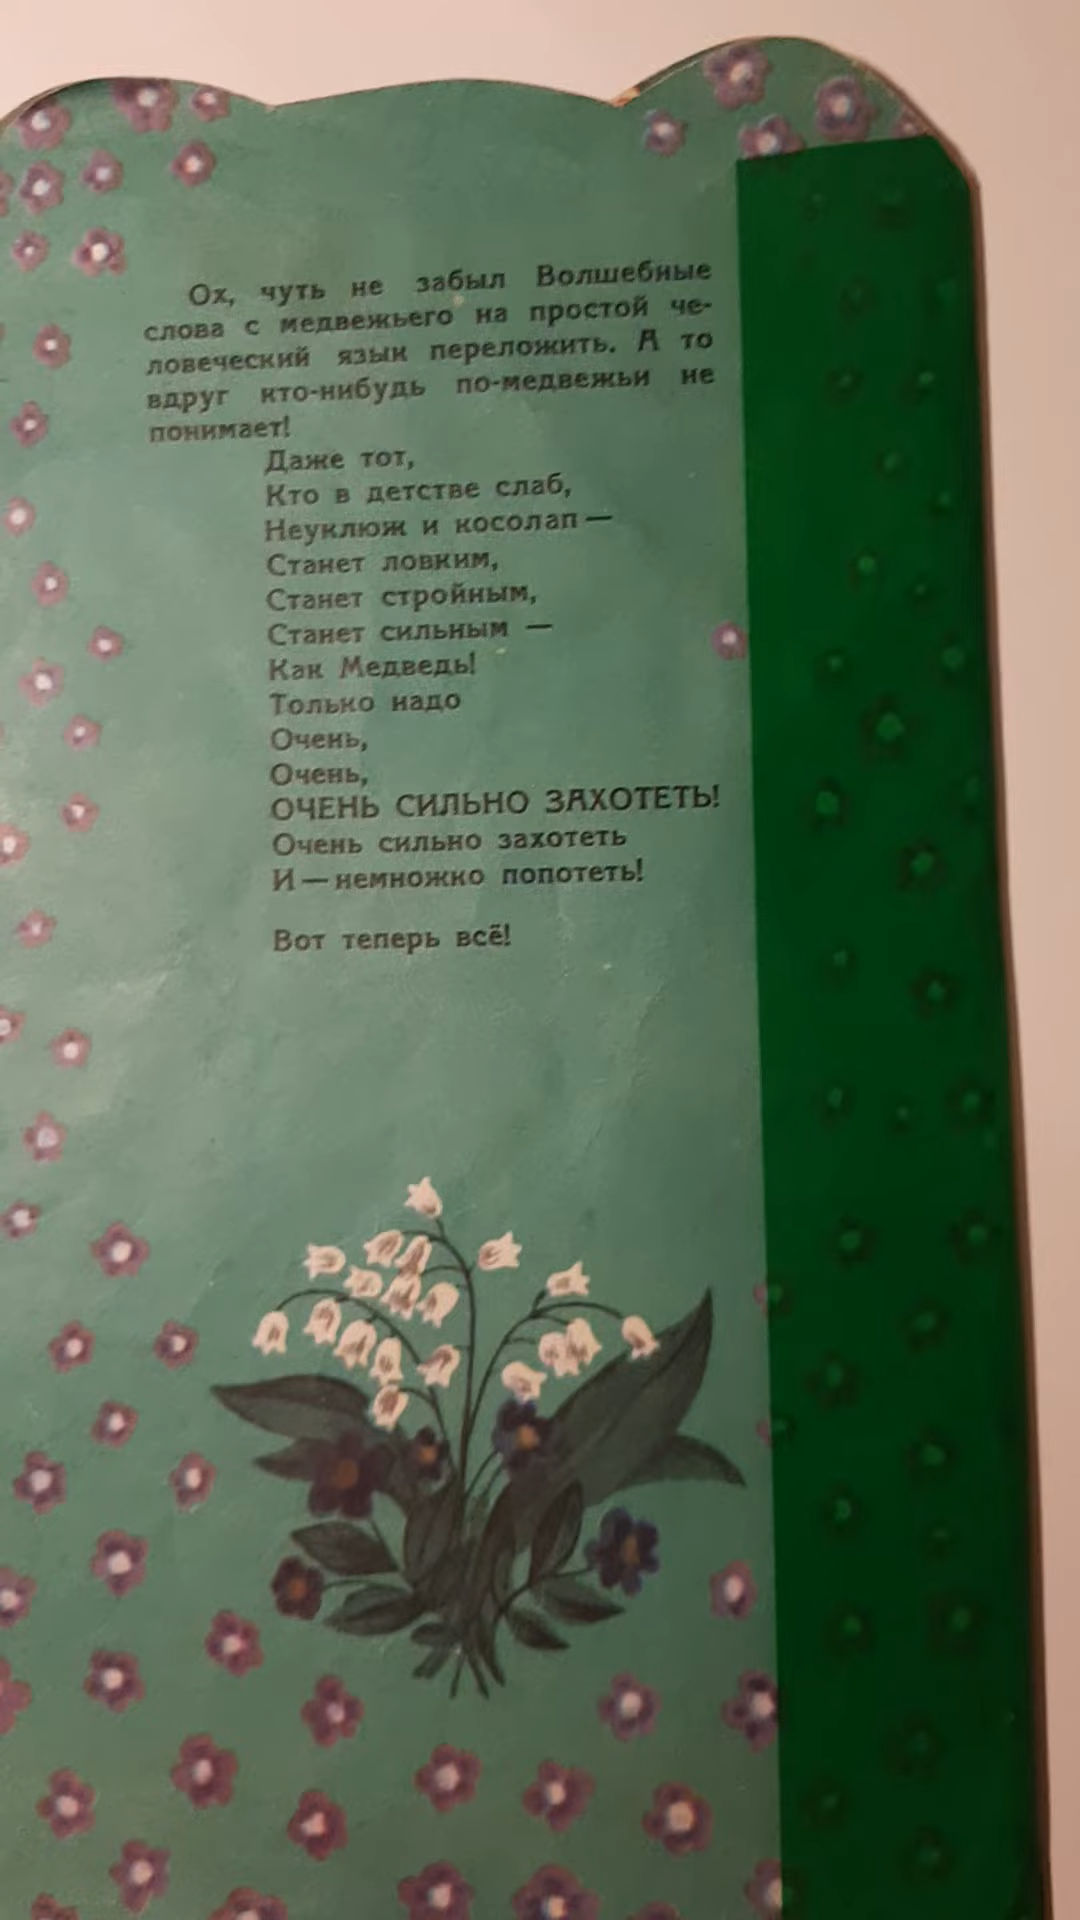 Ох, чуть не забыл Волшебные
слова с медвежьего на простой че-
ловеческий язык переложить. А то
вдруг кто-нибудь по-медвежьи не
понимает!
Даже тот,
Кто в детстве слаб,
Неуклюж и косолап —
Станет ловким,
Станет стройным,
Станет сильным —
Как Медведь!
Только надо
Очень,
Очень,
ОЧЕНЬ СИЛЬНО ЗАХОТЕТЬ!
Очень сильно захотеть
И — немножко попотеть!
Вот теперь всё!